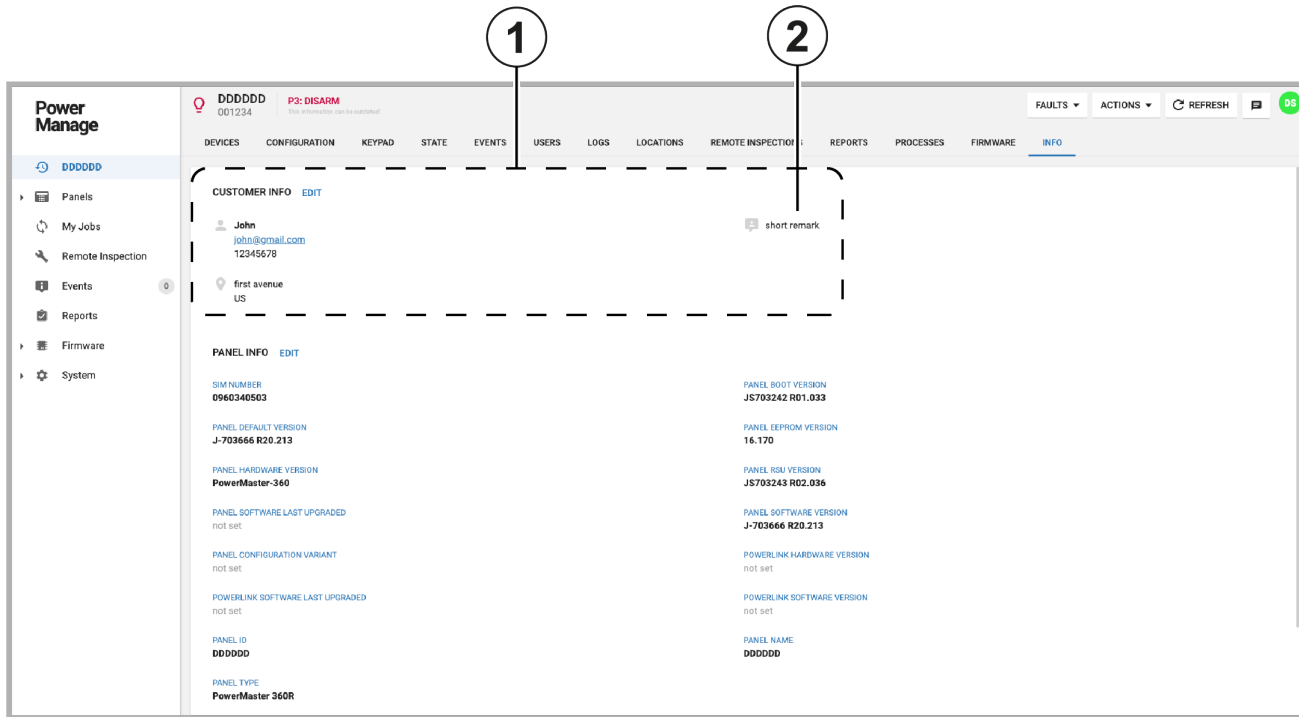 1
2
Power
Manage
DDDDDD
001234
P3: DISARM
This information can be outdated!
FAULTS
ACTIONS
REFRESH
DS
DEVICES CONFIGURATION KEYPAD STATE EVENTS USERS LOGS LOCATIONS REMOTE INSPECTIONS REPORTS PROCESSES FIRMWARE INFO
DDDDDD
Panels
My Jobs
Remote Inspection
Events 0
Reports
Firmware
System
CUSTOMER INFO EDIT
John
john@gmail.com
12345678
short remark
first avenue
US
PANEL INFO EDIT
SIM NUMBER
0960340503
PANEL BOOT VERSION
JS703242 R01.033
PANEL DEFAULT VERSION
J-703666 R20.213
PANEL EEPROM VERSION
16.170
PANEL HARDWARE VERSION
PowerMaster-360
PANEL RSU VERSION
JS703243 R02.036
PANEL SOFTWARE LAST UPGRADED
not set
PANEL SOFTWARE VERSION
J-703666 R20.213
PANEL CONFIGURATION VARIANT
not set
POWERLINK HARDWARE VERSION
not set
POWERLINK SOFTWARE LAST UPGRADED
not set
POWERLINK SOFTWARE VERSION
not set
PANEL ID
DDDDDD
PANEL NAME
DDDDDD
PANEL TYPE
PowerMaster 360R